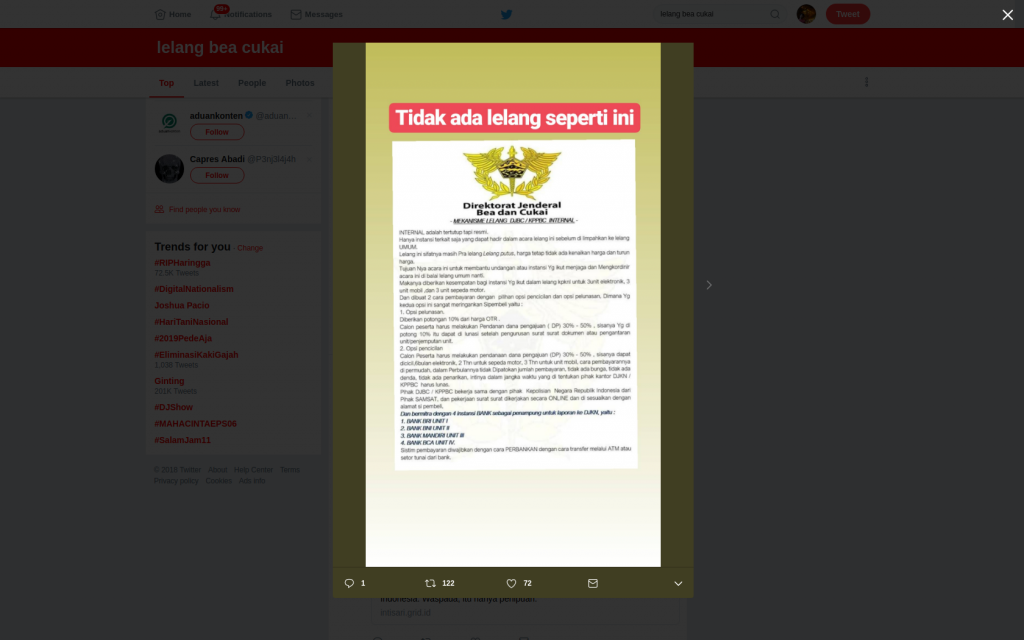 Home
99+
Notifications
Messages
lelang bea cukai
Tweet
lelang bea cukai
Top
Latest
People
Photos
aduankonten @aduan...
Follow
Capres Abadi
Follow
Find people you know
Trends for you · Change
#RIPHaringga
72.5K Tweets
#DigitalNationalism
Joshua Pacio
#HariTaniNasional
#2019PedeAja
#EliminasiKakiGajah
1,030 Tweets
Ginting
201K Tweets
#DJShow
#MAHACINTAEPS06
#SalamJam11
© 2018 Twitter About Help Center Terms
Privacy policy Cookies Ads info
Tidak ada lelang seperti ini
Direktorat Jenderal
Bea dan Cukai
- MEKANISME LELANG DJBC / KPPBC INTERNAL -
INTERNAL adalah tertutup tapi resmi.
Hanya instansi terkait saja yang dapat hadir dalam acara lelang ini sebelum di limpahkan ke lelang
UMUM.
Lelang ini sifatnya masih Pra lelang.Lelang putus, harga tetap tidak ada kenaikan harga dan turun
harga.
Tujuan Nya acara ini untuk membantu undangan atau instansi Yg ikut menjaga dan Mengkordinir
acara ini di balai lelang umum nanti.
Makanya diberikan kesempatan bagi instansi Yg ikut dalam lelang kpknl untuk 3unit elektronik, 3
unit mobil ,dan 3 unit sepeda motor.
Dan dibuat 2 cara pembayaran dengan pilihan opsi pencicilan dan opsi pelunasan. Dimana Yg
kedua opsi ini sangat meringankan Sipembeli yaitu :
1. Opsi pelunasan.
Diberikan potongan 10% dari harga OTR .
Calon peserta harus melakukan Pendanan dana pengajuan ( DP) 30% - 50% , sisanya Yg di
potong 10% itu dapat di lunasi setelah pengurusan surat surat dokumen atau pengantaran
unit/penjemputan unit.
2. Opsi pencicilan
Calon Peserta harus melakukan pendanaan dana pengajuan (DP) 30% - 50% , sisanya dapat
dicicil,6bulan elektronik, 2 Thn untuk sepeda motor, 3 Thn untuk unit mobil, cara pembayarannya
di permudah, dalam Perbulannya tidak Dipatokan jumlah pembayaran, tidak ada bunga, tidak ada
denda, tidak ada penarikan, intinya dalam jangka waktu yang di tentukan pihak kantor DJKN /
KPPBC harus lunas.
Pihak DJBC / KPPBC bekerja sama dengan pihak Kepolisian Negara Republik Indonesia dan
Pihak SAMSAT, dan pekerjaan surat surat dikerjakan secara ONLINE dan di sesuaikan dengan
alamat si pembeli.
Dan bermitra dengan 4 instansi BANK sebagai penampung untuk laporan ke DJKN, yaitu :
1. BANK BRI UNIT I
2. BANK BNI UNIT II
3. BANK MANDIRI UNIT III
4. BANK BCA UNIT IV.
Sistim pembayaran diwajibkan dengan cara PERBANKAN dengan cara transfer melalui ATM atau
setor tunai dari bank.
1
122
72
Indonesia. Waspada, itu hanya penipuan.
intisari.grid.id